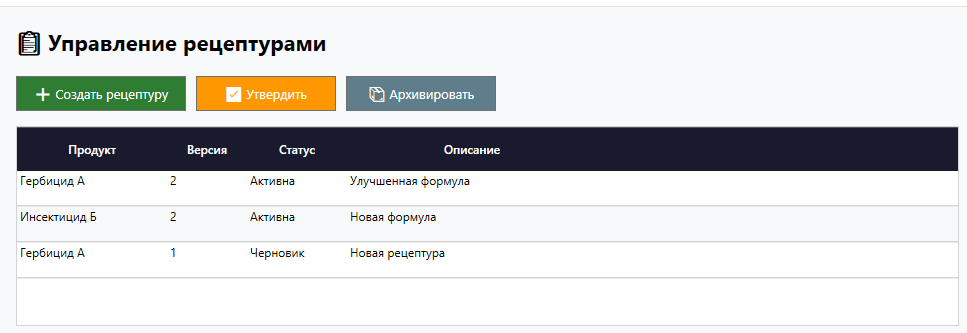 Управление рецептурами
Создать рецептуру Утвердить Архивировать
Продукт Версия Статус Описание
Гербицид А 2 Активна Улучшенная формула
Инсектицид Б 2 Активна Новая формула
Гербицид А 1 Черновик Новая рецептура